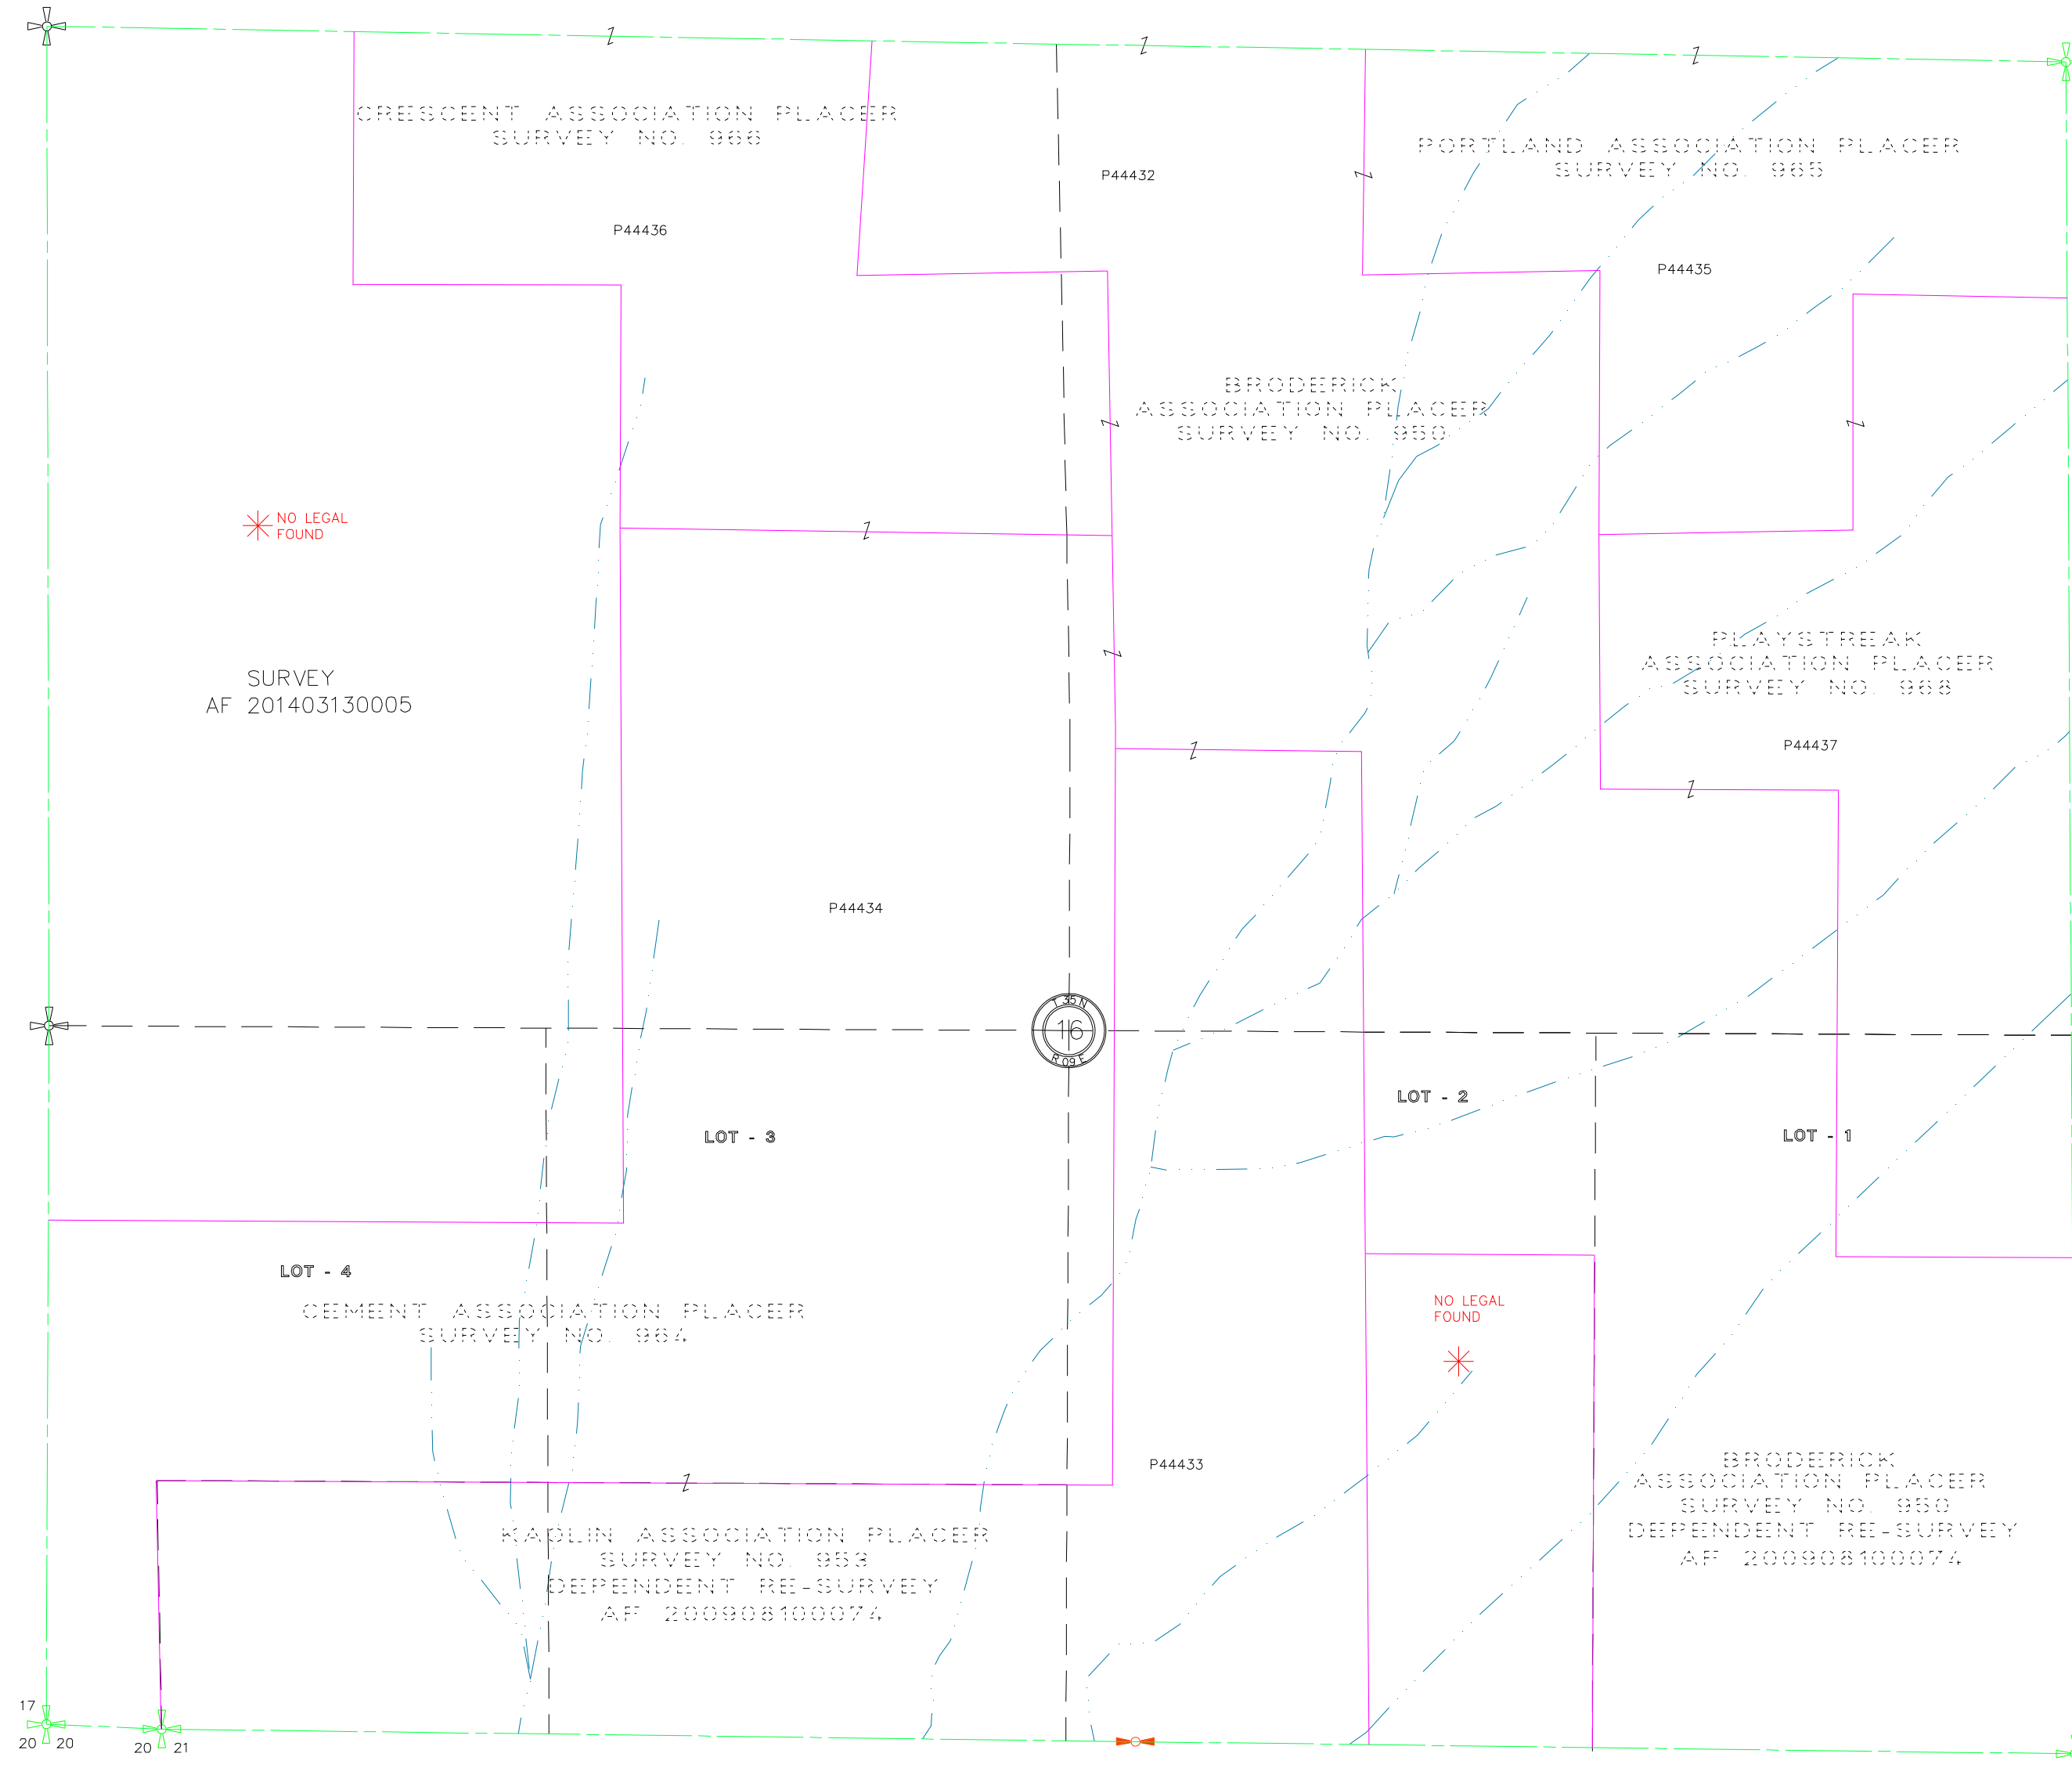 CRESCENT ASSOCIATION PLACER
SURVEY NO. 966
PORTLAND ASSOCIATION PLACER
SURVEY NO. 965
P44432
P44436
P44435
BRODERICK
ASSOCIATION PLACER
SURVEY NO. 950
NO LEGAL
FOUND
PLAYSTREAK
ASSOCIATION PLACER
SURVEY NO. 968
SURVEY
AF 201403130005
P44437
P44434
T 35 N
16
R 09 E
LOT - 2
LOT - 3
LOT - 1
LOT - 4
CEMENT ASSOCIATION PLACER
SURVEY NO. 964
NO LEGAL
FOUND
P44433
BRODERICK
ASSOCIATION PLACER
SURVEY NO. 950
DEPENDENT RE-SURVEY
AF 200908100074
KAOLIN ASSOCIATION PLACER
SURVEY NO. 953
DEPENDENT RE-SURVEY
AF 200908100074
17
20 20
20 21